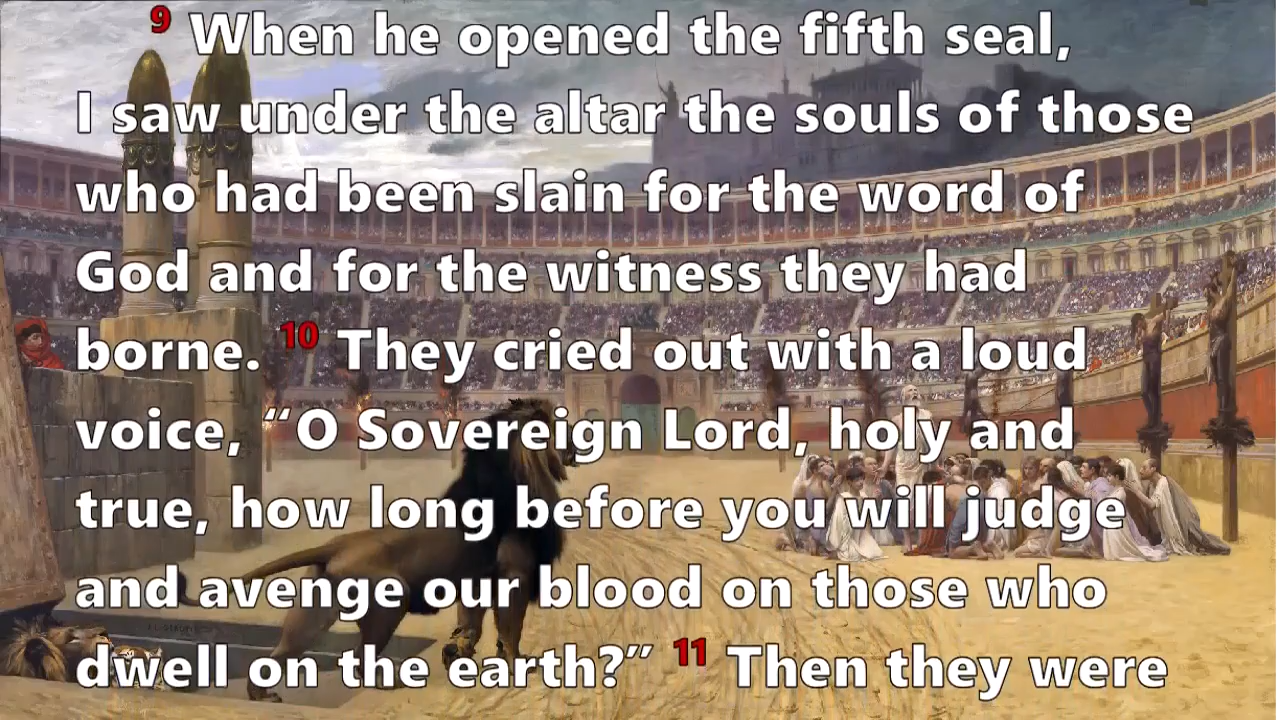 9 When he opened the fifth seal,
I saw under the altar the souls of those
who had been slain for the word of
God and for the witness they had
borne. 10 They cried out with a loud
voice, “O Sovereign Lord, holy and
true, how long before you will judge
and avenge our blood on those who
dwell on the earth?” 11 Then they were